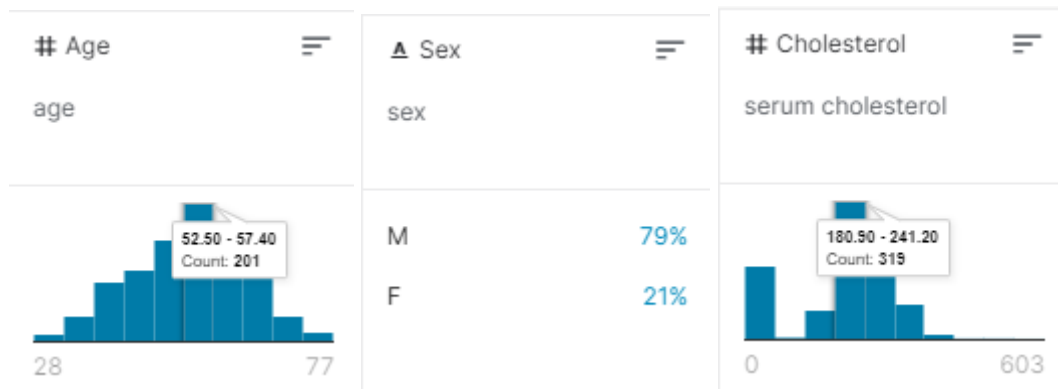 # Age
age
52.50 - 57.40
Count: 201
28 77
A Sex
sex
M 79%
F 21%
# Cholesterol
serum cholesterol
180.90 - 241.20
Count: 319
0 603